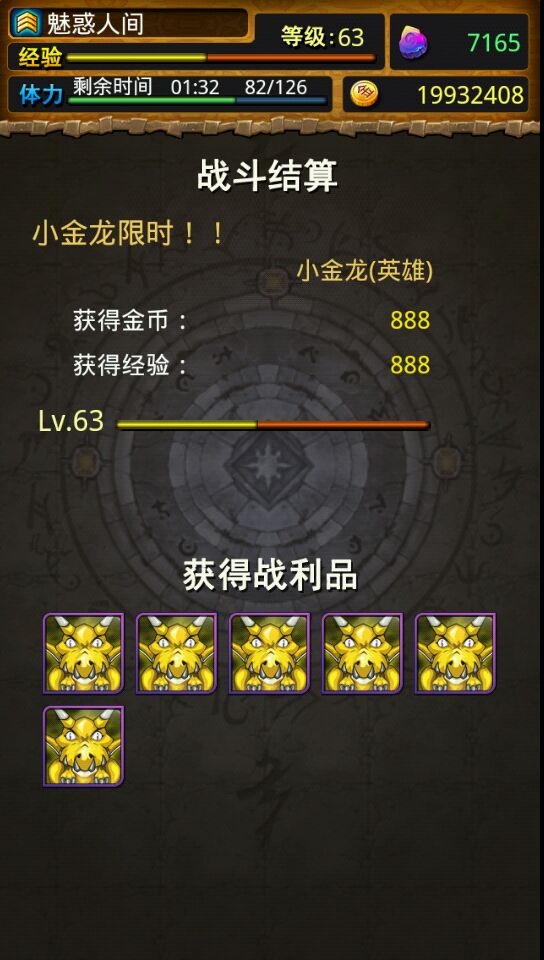 魅惑人间
等级:63
7165
经验
体力 剩余时间 01:32 82/126
19932408
战斗结算
小金龙限时！！
小金龙(英雄)
获得金币： 888
获得经验： 888
Lv.63
获得战利品